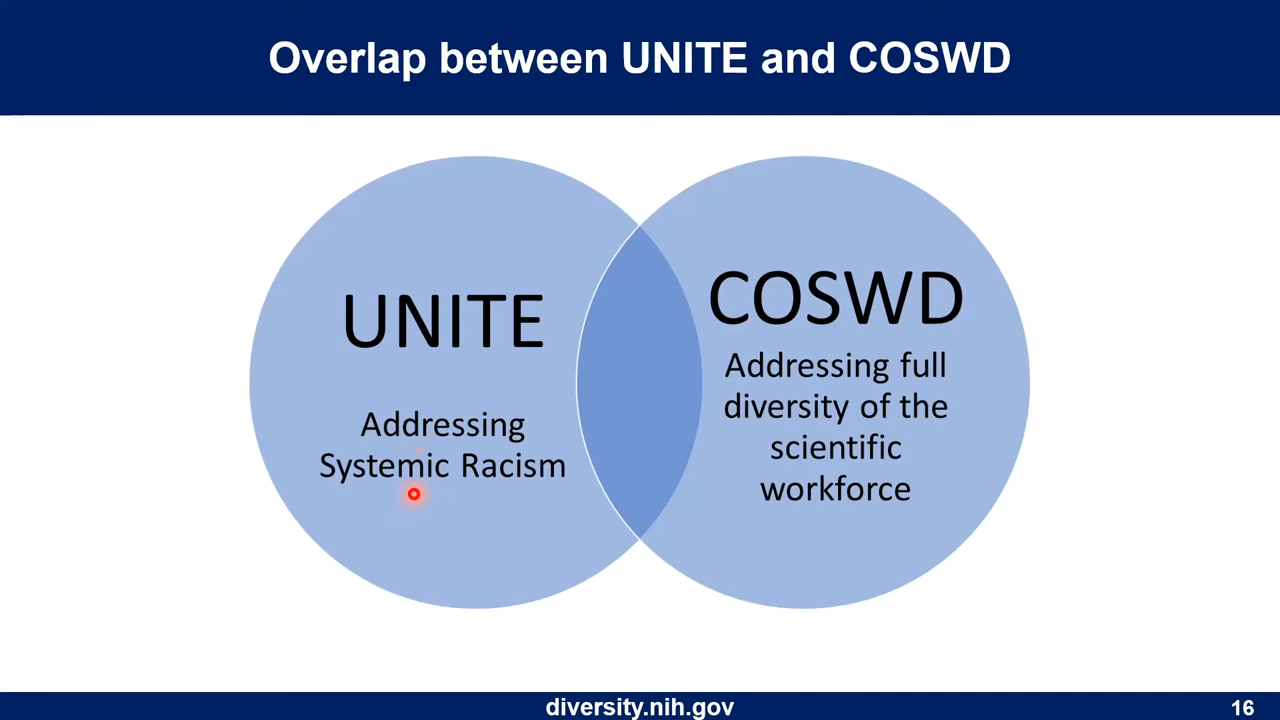 Overlap between UNITE and COSWD
UNITE
Addressing
Systemic Racism
COSWD
Addressing full
diversity of the
scientific
workforce
diversity.nih.gov
16